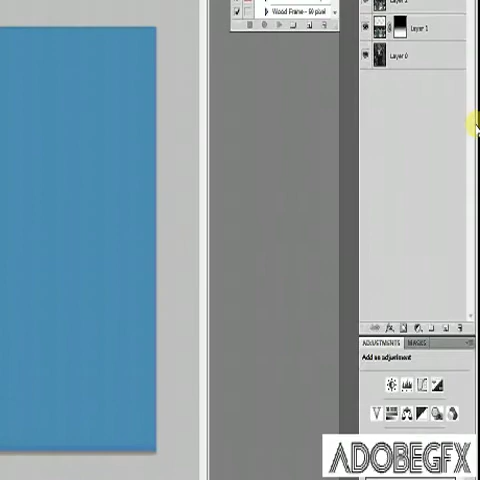 Wood Frame - 50 pixel
Layer 1
Layer 0
ADJUSTMENTS MASKS
Add an adjustment
ADOBEGFX